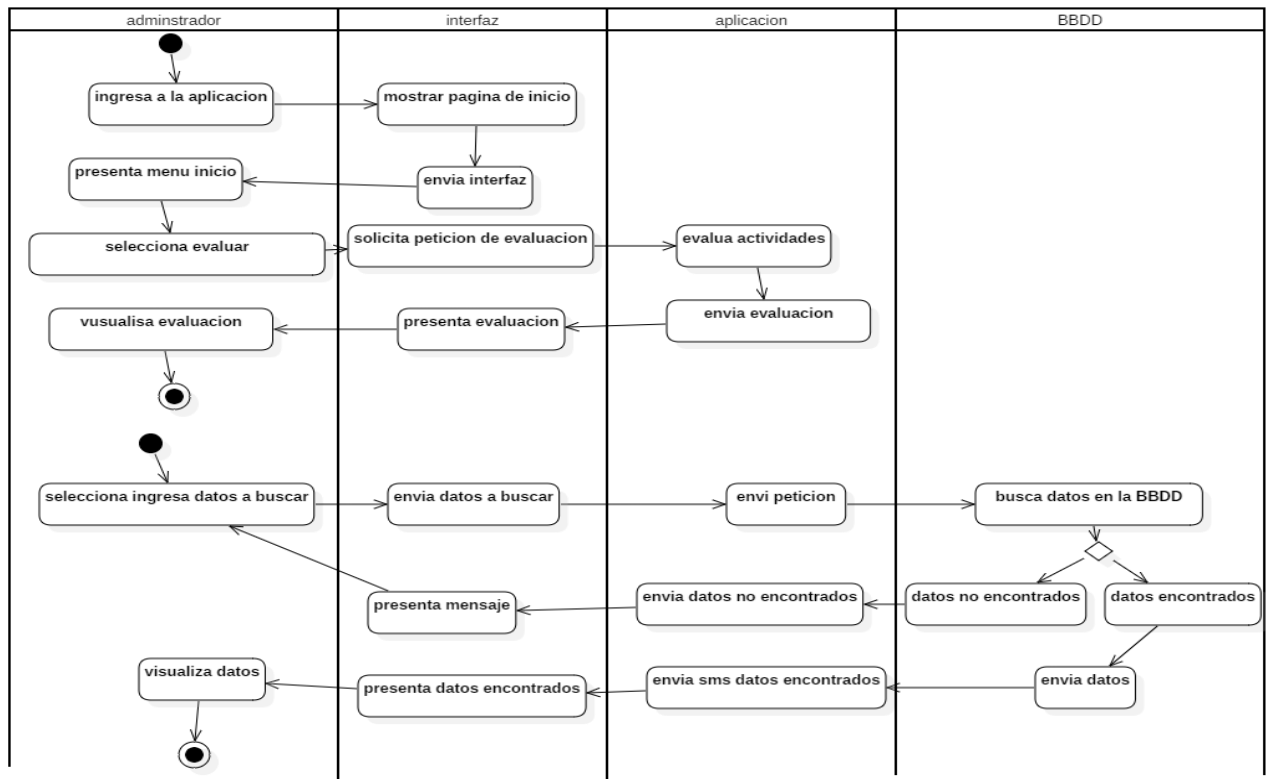 adminstrador
interfaz
aplicacion
BBDD
ingresa a la aplicacion
mostrar pagina de inicio
presenta menu inicio
envia interfaz
selecciona evaluar
solicita peticion de evaluacion
evalua actividades
vusualisa evaluacion
presenta evaluacion
envia evaluacion
selecciona ingresa datos a buscar
envia datos a buscar
envi peticion
busca datos en la BBDD
presenta mensaje
envia datos no encontrados
datos no encontrados
datos encontrados
visualiza datos
presenta datos encontrados
envia sms datos encontrados
envia datos